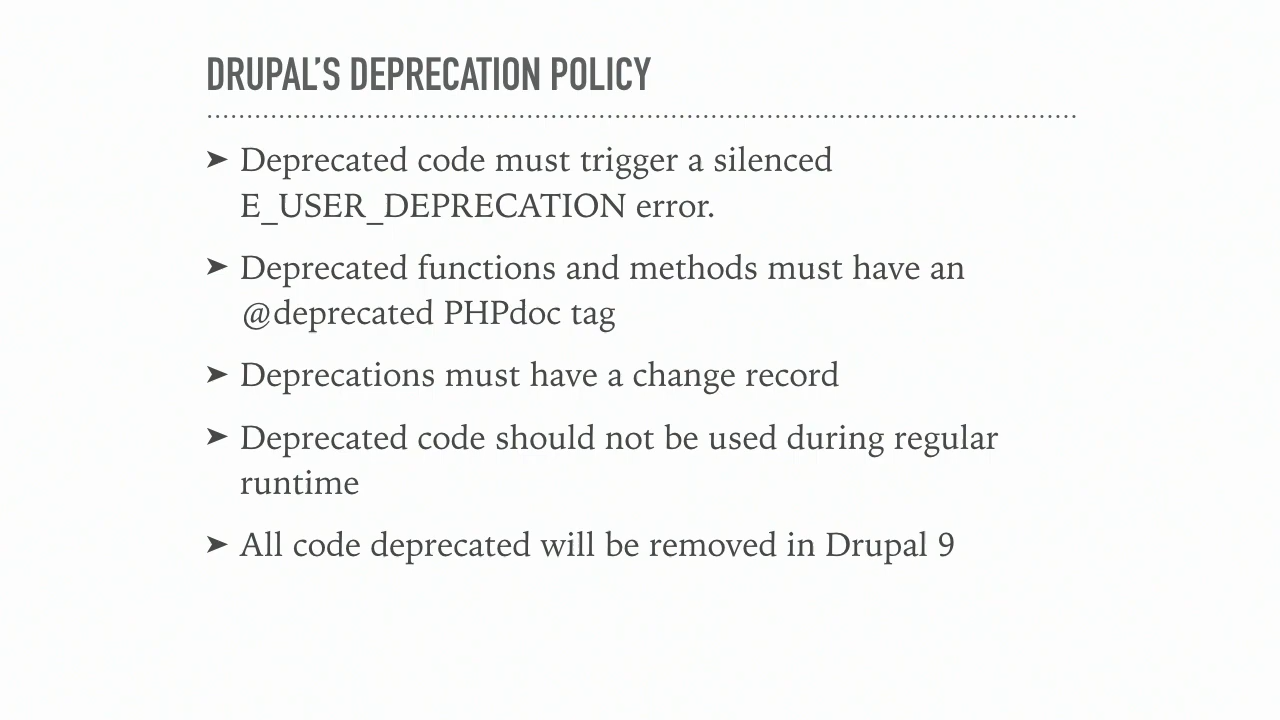 DRUPAL’S DEPRECATION POLICY
➤ Deprecated code must trigger a silenced
E_USER_DEPRECATION error.
➤ Deprecated functions and methods must have an
@deprecated PHPdoc tag
➤ Deprecations must have a change record
➤ Deprecated code should not be used during regular
runtime
➤ All code deprecated will be removed in Drupal 9